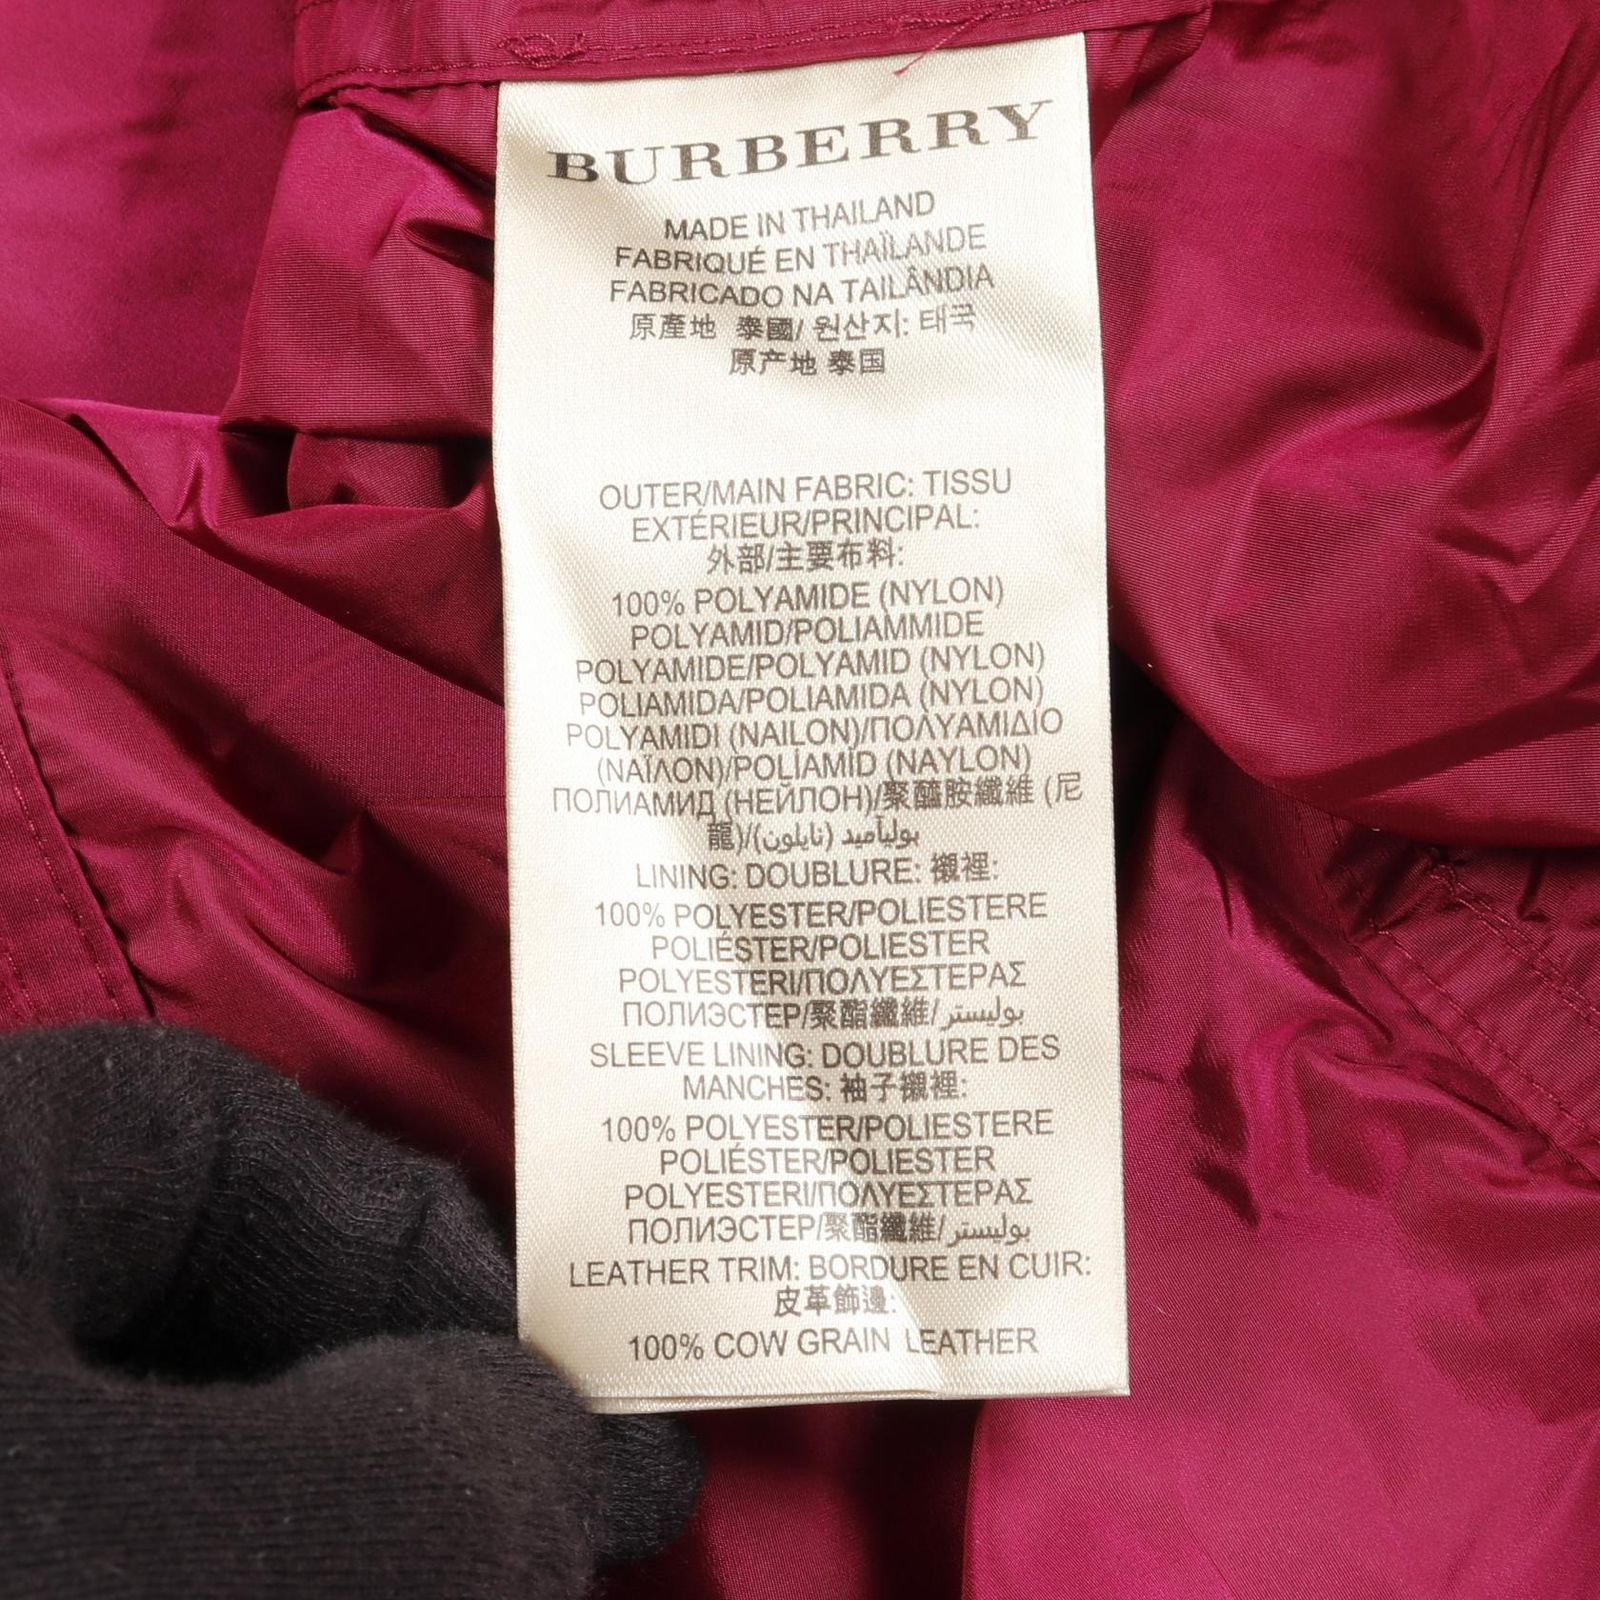 BURBERRY
MADE IN THAILAND
FABRIQUÉ EN THAÏLANDE
FABRICADO NA TAILÂNDIA
原產地 泰國/ 원산지: 태국
原产地 泰国
OUTER/MAIN FABRIC: TISSU
EXTÉRIEUR/PRINCIPAL:
外部/主要布料:
100% POLYAMIDE (NYLON)
POLYAMID/POLIAMMIDE
POLYAMIDE/POLYAMID (NYLON)
POLIAMIDA/POLIAMIDA (NYLON)
POLYAMIDI (NAILON)/ΠΟΛΥΑΜΙΔΙΟ
(ΝΑΪΛΟΝ)/POLİAMİD (NAYLON)
ПОЛИАМИД (НЕЙЛОН)/聚醯胺纖維 (尼
龍)/بوليآميد (نايلون)
LINING: DOUBLURE: 襯裡:
100% POLYESTER/POLIESTERE
POLIÉSTER/POLIESTER
POLYESTERI/ΠΟΛΥΕΣΤΕΡΑΣ
ПОЛИЭСТЕР/聚酯纖維/بوليستر
SLEEVE LINING: DOUBLURE DES
MANCHES: 袖子襯裡:
100% POLYESTER/POLIESTERE
POLIÉSTER/POLIESTER
POLYESTERI/ΠΟΛΥΕΣΤΕΡΑΣ
ПОЛИЭСТЕР/聚酯纖維/بوليستر
LEATHER TRIM: BORDURE EN CUIR:
皮革飾邊:
100% COW GRAIN LEATHER